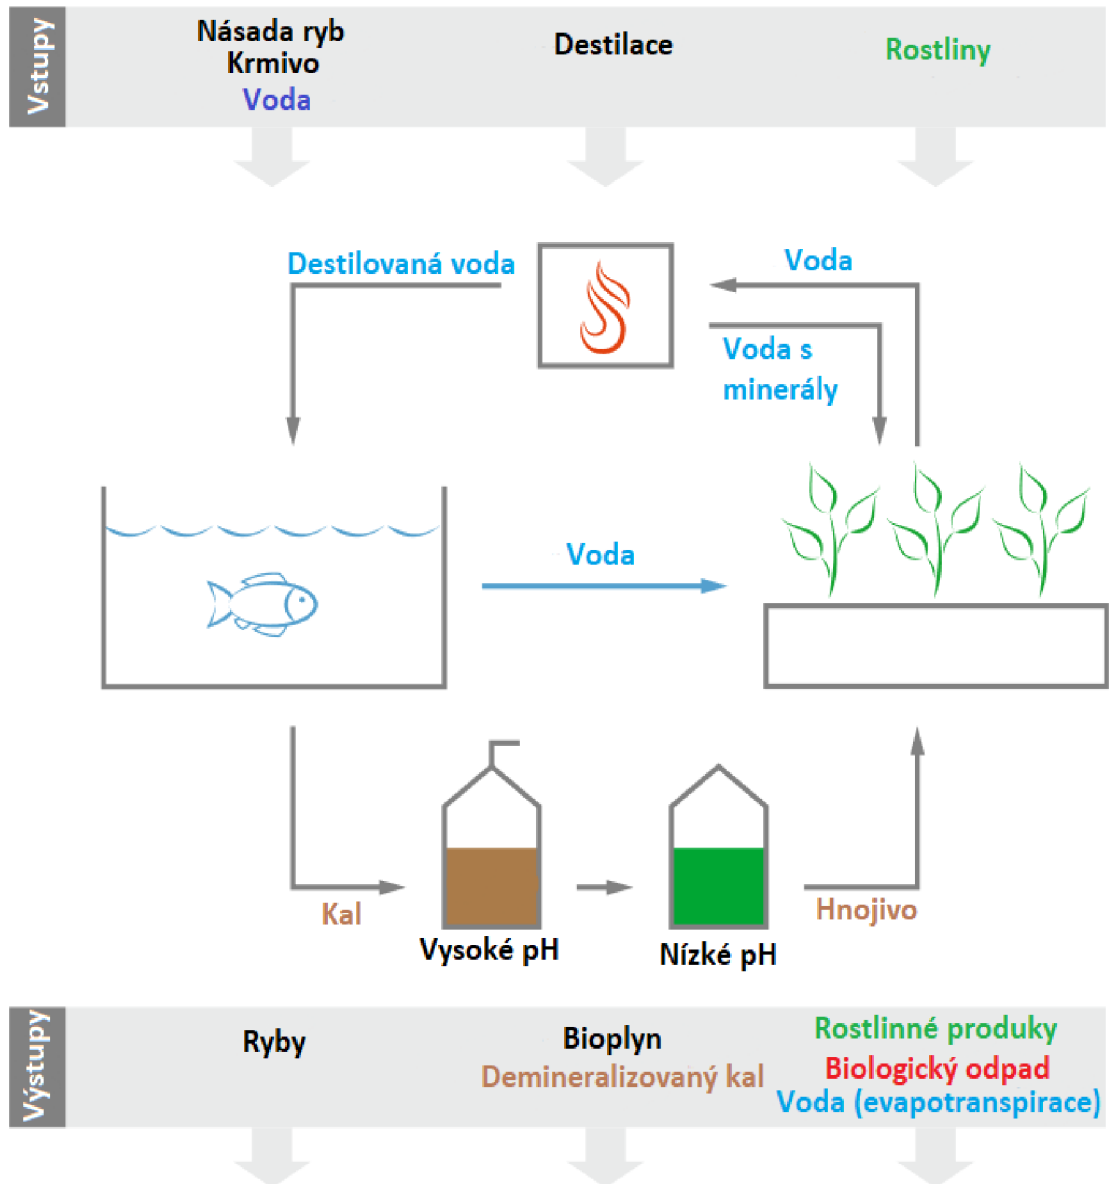 Vstupy
Násada ryb
Krmivo
Voda
Destilace
Rostliny
Destilovaná voda
Voda
Voda s
minerály
Voda
Kal
Vysoké pH
Nízké pH
Hnojivo
Výstupy
Ryby
Bioplyn
Demineralizovaný kal
Rostlinné produky
Biologický odpad
Voda (evapotranspirace)